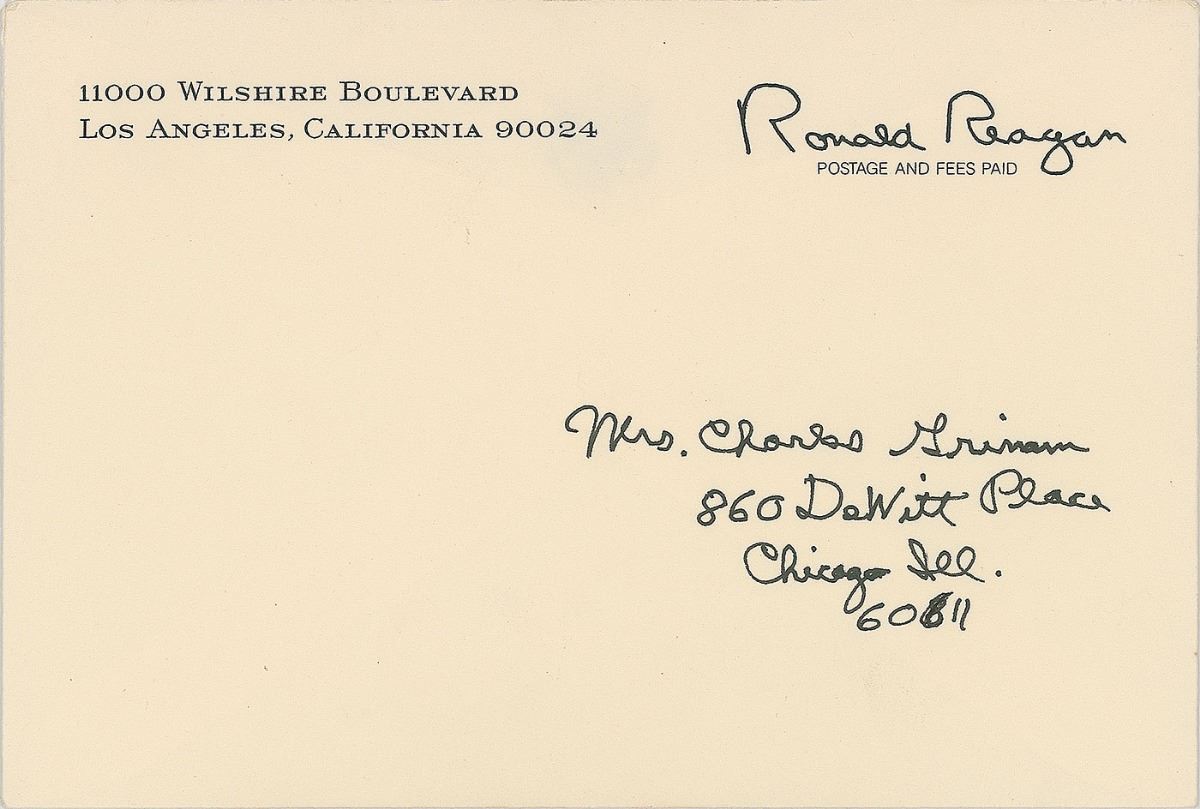 11000 Wilshire Boulevard
Los Angeles, California 90024
Ronald Reagan
POSTAGE AND FEES PAID
Mrs. Charles Grimm
860 DeWitt Place
Chicago Ill.
60611